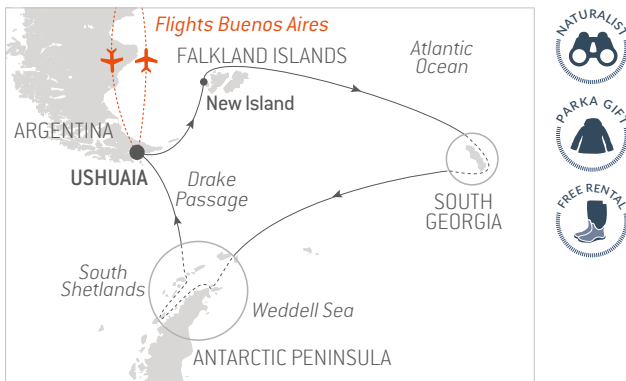 Flights Buenos Aires
FALKLAND ISLANDS
Atlantic
Ocean
New Island
ARGENTINA
USHUAIA
Drake
Passage
SOUTH
GEORGIA
South
Shetlands
Weddell Sea
ANTARCTIC PENINSULA
NATURALIST
PARKA GIFT
FREE RENTAL